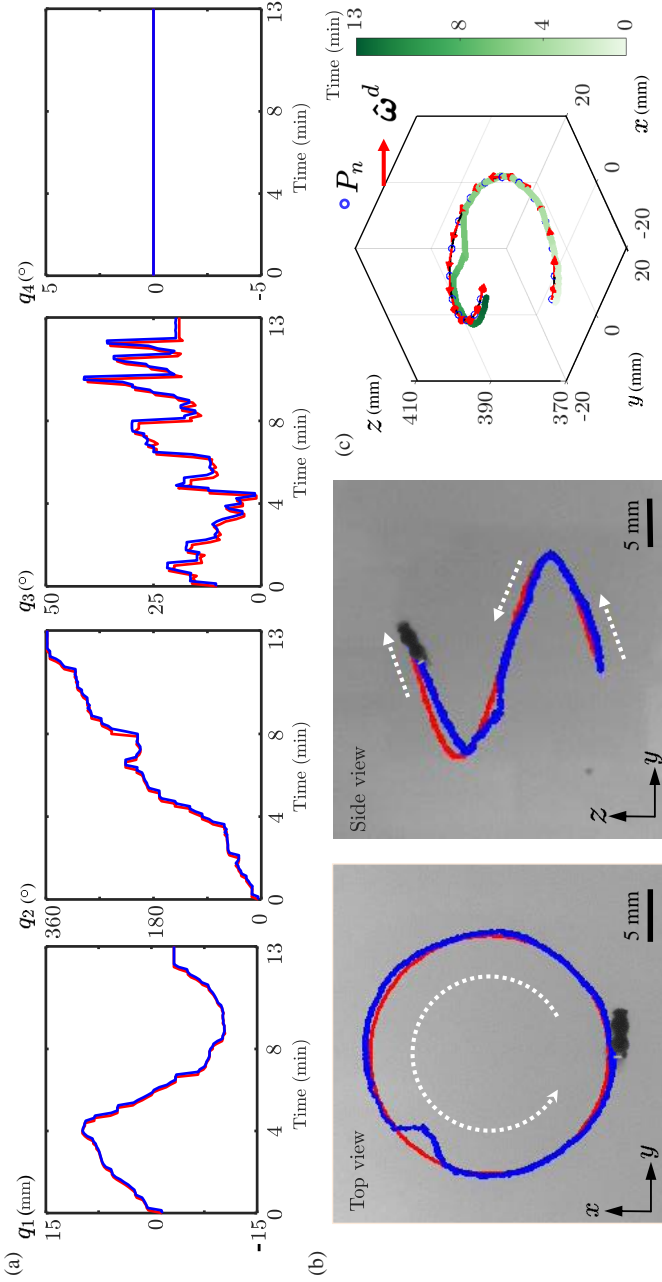 (a)
q1(mm)
15
0
-15
0
4
8
13
Time (min)
q2(°)
360
180
0
0
4
8
13
Time (min)
q3(°)
50
25
0
0
4
8
13
Time (min)
q4(°)
5
0
-5
0
4
8
13
Time (min)
(b)
Top view
x
y
5 mm
Side view
z
y
5 mm
(c)
z (mm)
410
390
370
-20
0
20
y (mm)
-20
0
20
x (mm)
Pn
ω̂d
Time (min)
13
8
4
0